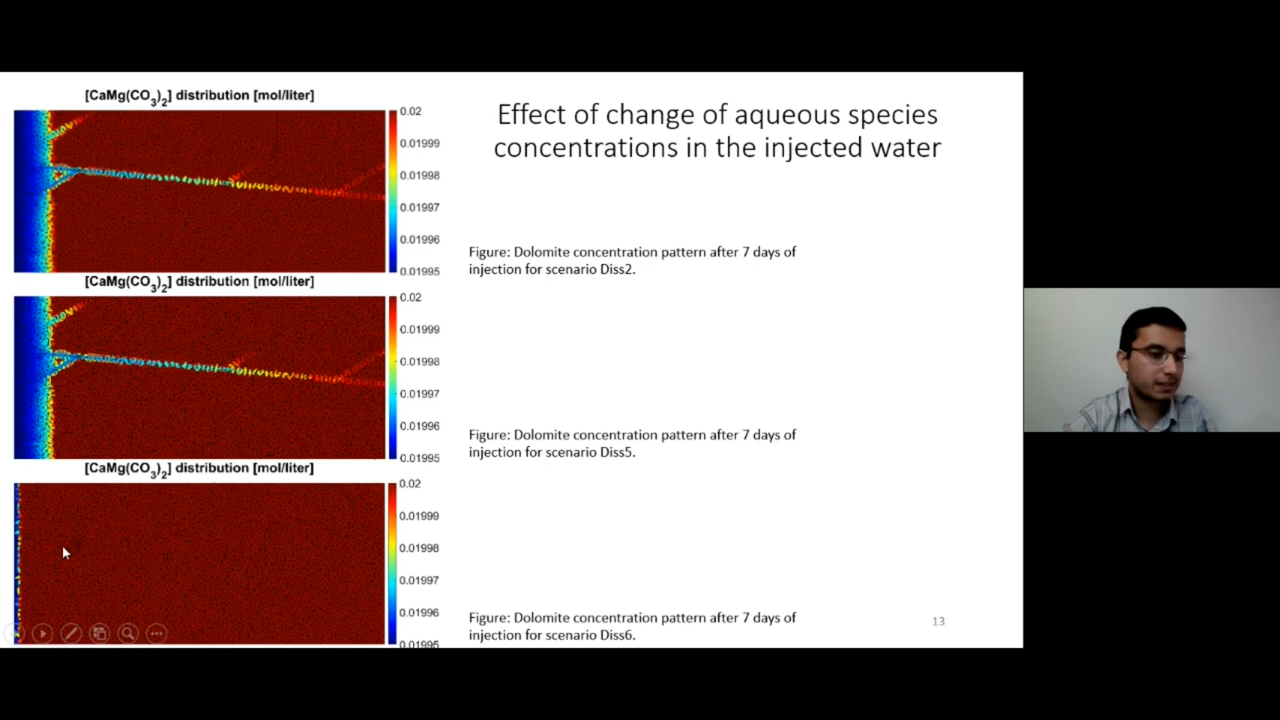 Effect of change of aqueous species
concentrations in the injected water
[CaMg(CO3)2] distribution [mol/liter]
0.02
0.01999
0.01998
0.01997
0.01996
0.01995
Figure: Dolomite concentration pattern after 7 days of
injection for scenario Diss2.
[CaMg(CO3)2] distribution [mol/liter]
0.02
0.01999
0.01998
0.01997
0.01996
0.01995
Figure: Dolomite concentration pattern after 7 days of
injection for scenario Diss5.
[CaMg(CO3)2] distribution [mol/liter]
0.02
0.01999
0.01998
0.01997
0.01996
0.01995
Figure: Dolomite concentration pattern after 7 days of
injection for scenario Diss6.
13